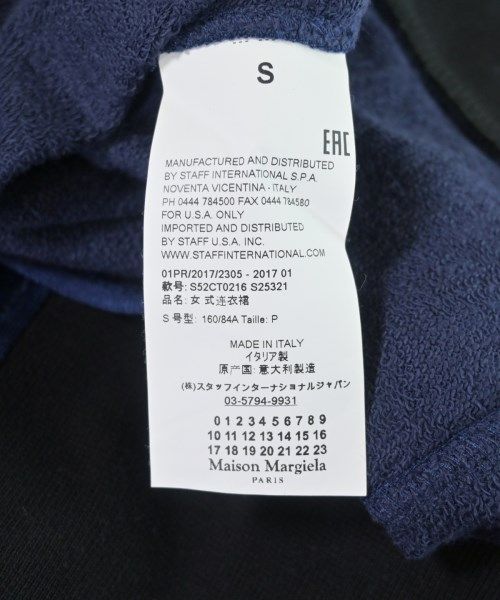 S
EAC
MANUFACTURED AND DISTRIBUTED
BY STAFF INTERNATIONAL S.P.A.
NOVENTA VICENTINA - ITALY
PH 0444 784500 FAX 0444 784580
FOR U.S.A. ONLY
IMPORTED AND DISTRIBUTED
BY STAFF U.S.A. INC.
WWW.STAFFINTERNATIONAL.COM
01PR/2017/2305 - 2017 01
款号: S52CT0216 S25321
品名: 女 式连衣裙
S 号型: 160/84A Taille: P
MADE IN ITALY
イタリア製
原产国: 意大利製造
(株)スタッフインターナショナルジャパン
03-5794-9931
0 1 2 3 4 5 6 7 8 9
10 11 12 13 14 15 16
17 18 19 20 21 22 23
Maison Margiela
PARIS